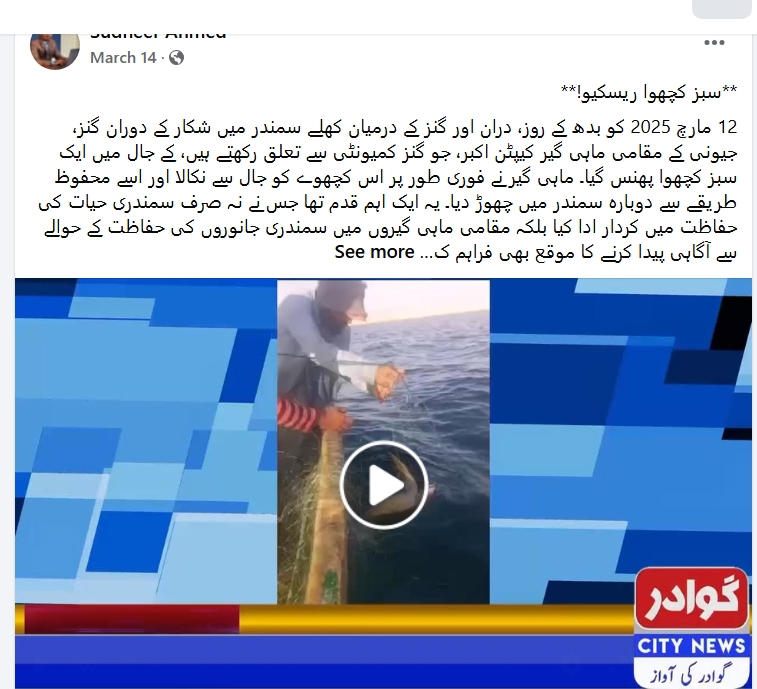 Sudheer Ahmed
March 14
**سبز کچھوا ریسکیو!**
12 مارچ 2025 کو بدھ کے روز، دران اور گنز کے درمیان کھلے سمندر میں شکار کے دوران گنز،
جیونی کے مقامی ماہی گیر کیپٹن اکبر، جو گنز کمیونٹی سے تعلق رکھتے ہیں، کے جال میں ایک
سبز کچھوا پھنس گیا۔ ماہی گیر نے فوری طور پر اس کچھوے کو جال سے نکالا اور اسے محفوظ
طریقے سے دوبارہ سمندر میں چھوڑ دیا۔ یہ ایک اہم قدم تھا جس نے نہ صرف سمندری حیات کی
حفاظت میں کردار ادا کیا بلکہ مقامی ماہی گیروں میں سمندری جانوروں کی حفاظت کے حوالے
سے آگاہی پیدا کرنے کا موقع بھی فراہم ک... See more
گوادر
CITY NEWS
گوادر کی آواز